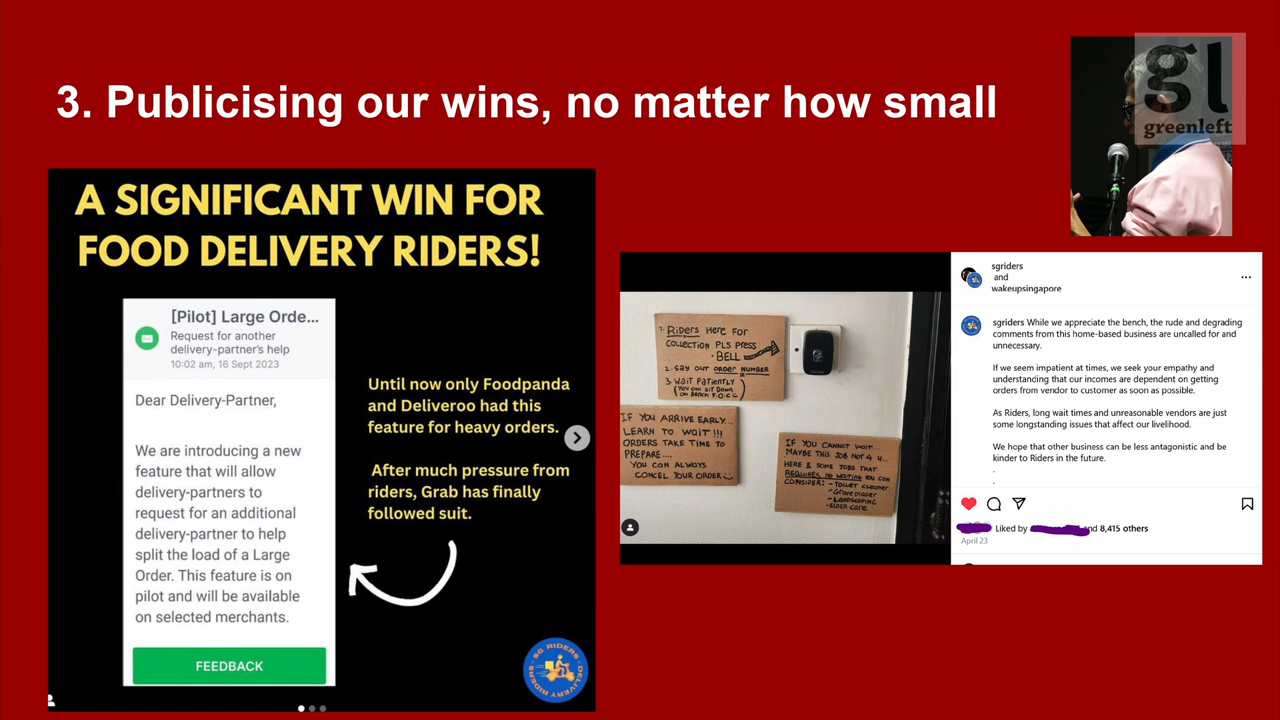 3. Publicising our wins, no matter how small
gl
greenleft
A SIGNIFICANT WIN FOR
FOOD DELIVERY RIDERS!
[Pilot] Large Orde...
Request for another
delivery-partner's help
10:02 am, 16 Sept 2023
Dear Delivery-Partner,
We are introducing a new
feature that will allow
delivery-partners to
request for an additional
delivery-partner to help
split the load of a Large
Order. This feature is on
pilot and will be available
on selected merchants.
FEEDBACK
Until now only Foodpanda
and Deliveroo had this
feature for heavy orders.
After much pressure from
riders, Grab has finally
followed suit.
SG RIDERS
DELIVERY RIDERS
1. RIDERS HERE FOR
COLLECTION PLS PRESS
• BELL
2. SAY OUT ORDER NUMBER
3. WAIT PATIENTLY
(YOU CAN SIT DOWN
ON BENCH F.O.C)
IF YOU ARRIVE EARLY...
LEARN TO WAIT !!!
ORDERS TAKE TIME TO
PREPARE....
YOU CAN ALWAYS
CANCEL YOUR ORDER
IF YOU CANNOT WAIT...
MAYBE THIS JOB NOT 4 U...
HERE R SOME JOBS THAT
REQUIRES NO WAITING YOU CAN
CONSIDER: - TOILET CLEANER
- GRAVE DIGGER
- LANDSCAPING
- ELDER CARE
sgriders
and
wakeupsingapore
sgriders While we appreciate the bench, the rude and degrading
comments from this home-based business are uncalled for and
unnecessary.
If we seem impatient at times, we seek your empathy and
understanding that our incomes are dependent on getting
orders from vendor to customer as soon as possible.
As Riders, long wait times and unreasonable vendors are just
some longstanding issues that affect our livelihood.
We hope that other business can be less antagonistic and be
kinder to Riders in the future.
.
.
Liked by and 8,415 others
April 23